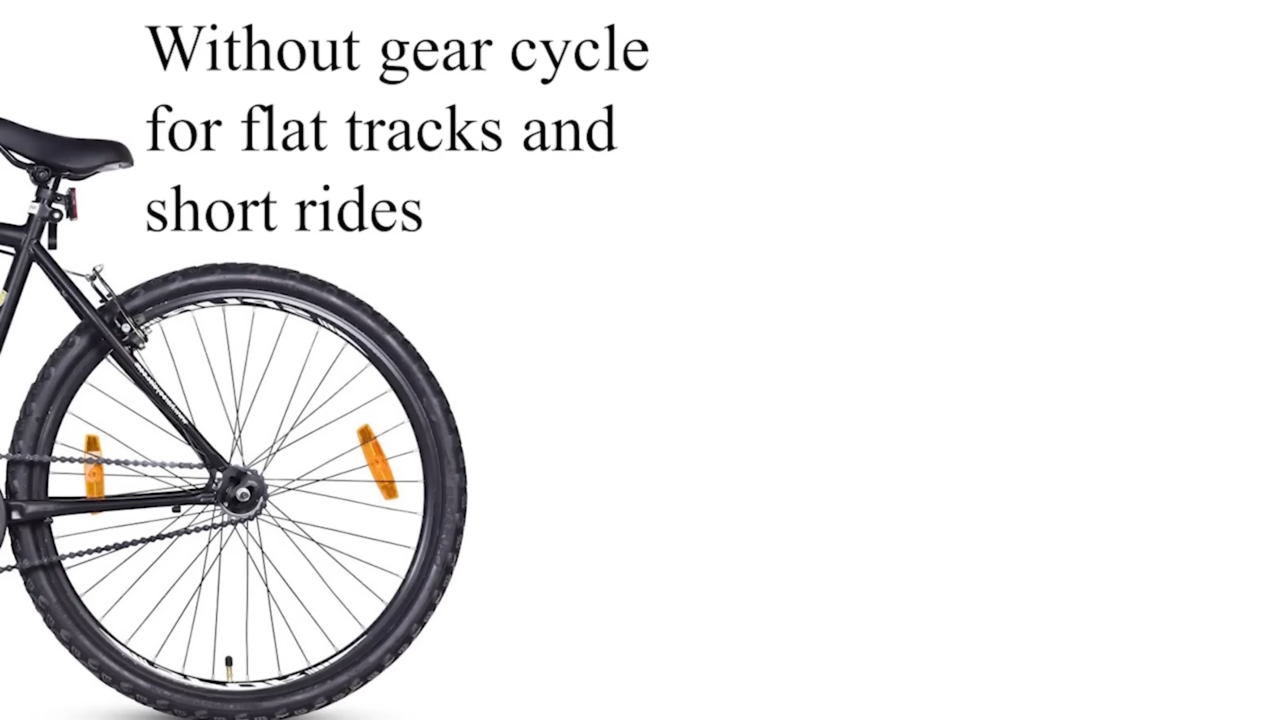 Without gear cycle
for flat tracks and
short rides